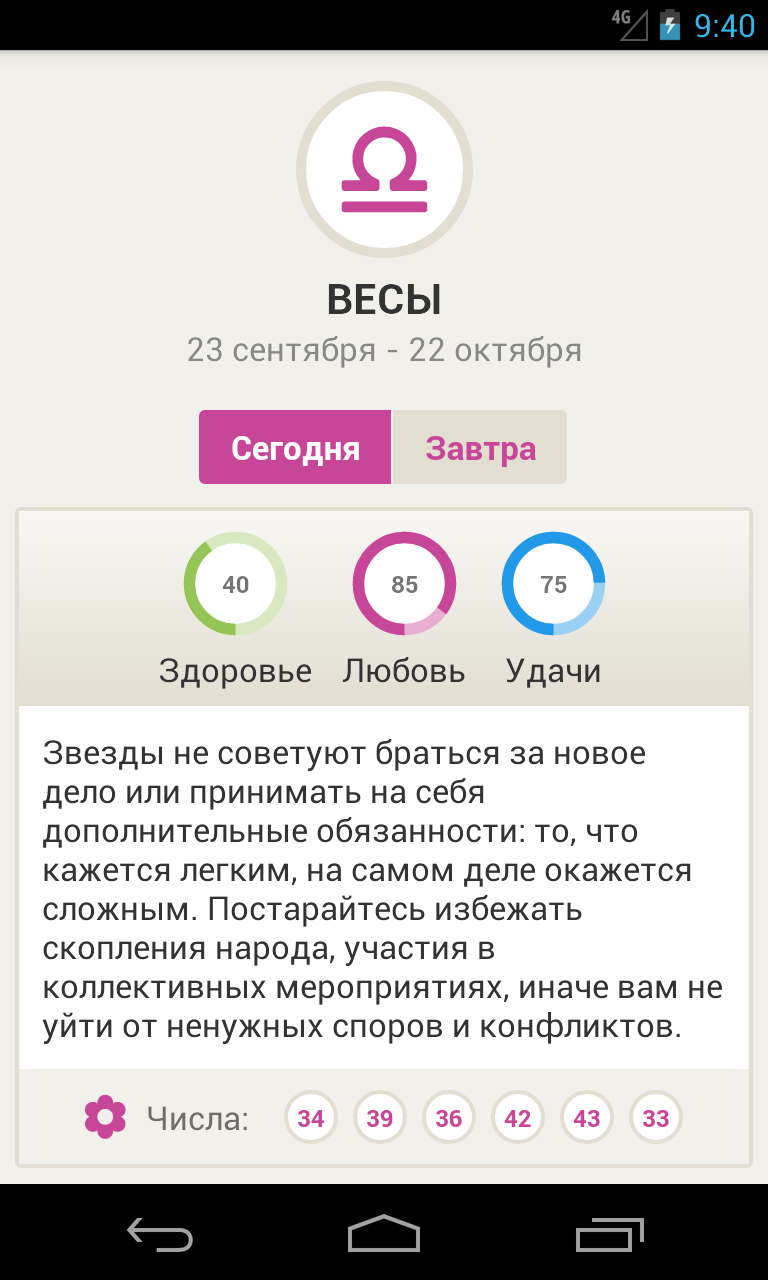 4G 9:40
ВЕСЫ
23 сентября - 22 октября
Сегодня Завтра
40 85 75
Здоровье Любовь Удачи
Звезды не советуют браться за новое
дело или принимать на себя
дополнительные обязанности: то, что
кажется легким, на самом деле окажется
сложным. Постарайтесь избежать
скопления народа, участия в
коллективных мероприятиях, иначе вам не
уйти от ненужных споров и конфликтов.
Числа: 34 39 36 42 43 33